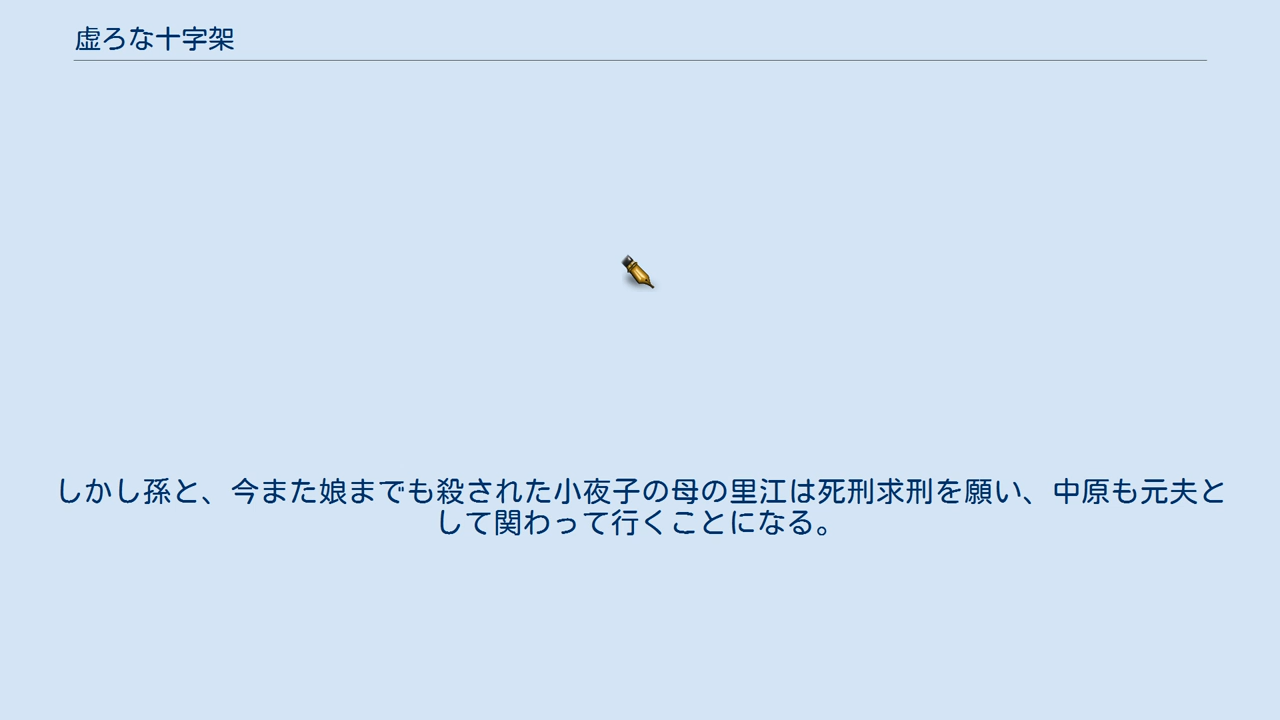 虚ろな十字架
しかし孫と、今また娘までも殺された小夜子の母の里江は死刑求刑を願い、中原も元夫と
して関わって行くことになる。